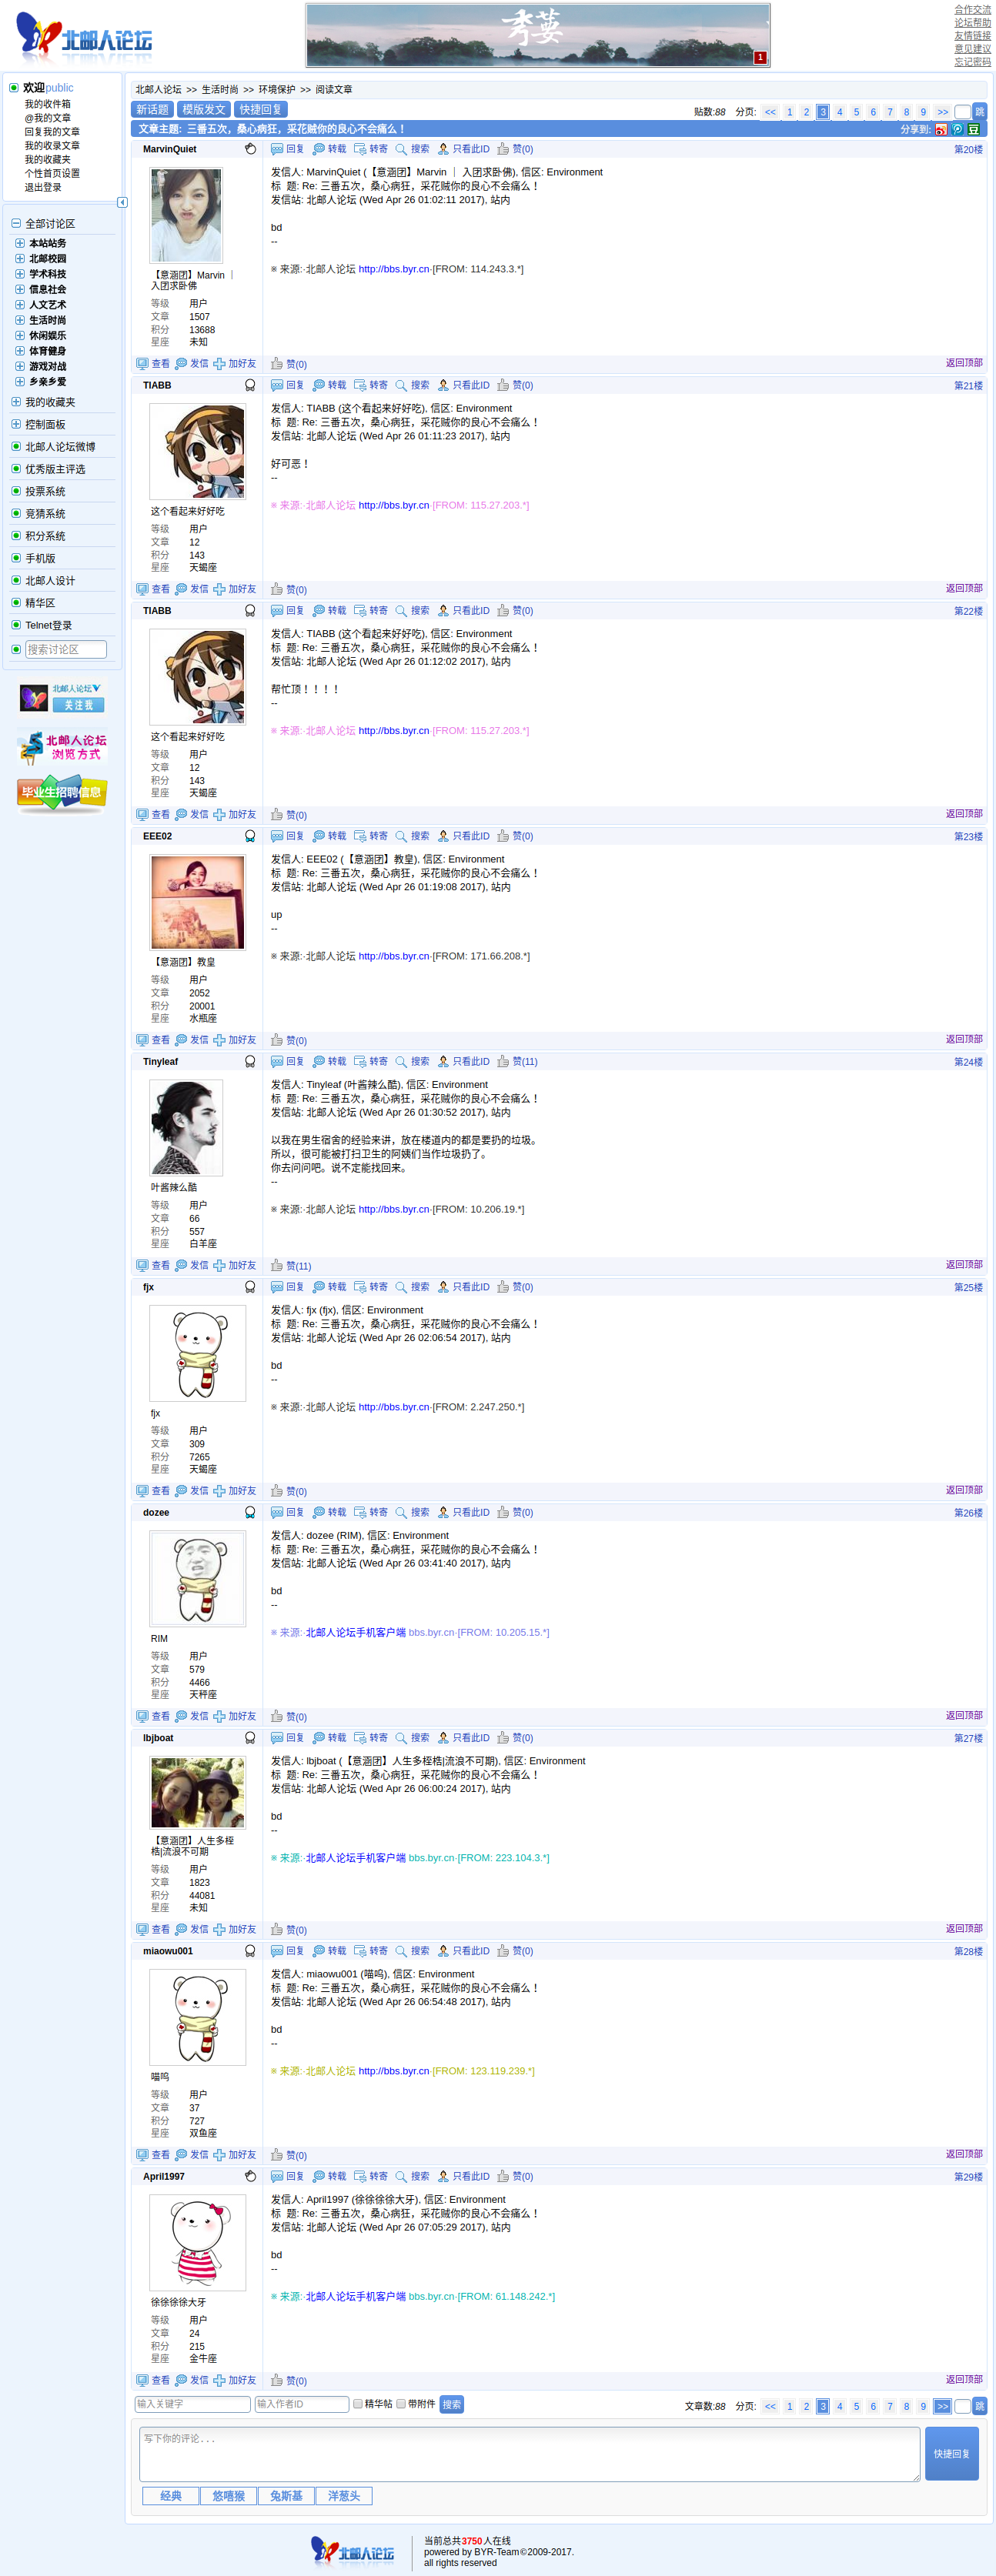 北邮人论坛
秀荽
1
合作交流
论坛帮助
友情链接
意见建议
忘记密码
欢迎public
我的收件箱
@我的文章
回复我的文章
我的收录文章
我的收藏夹
个性首页设置
退出登录
全部讨论区
本站站务
北邮校园
学术科技
信息社会
人文艺术
生活时尚
休闲娱乐
体育健身
游戏对战
乡亲乡爱
我的收藏夹
控制面板
北邮人论坛微博
优秀版主评选
投票系统
竞猜系统
积分系统
手机版
北邮人设计
精华区
Telnet登录
搜索讨论区
北邮人论坛V
关注我
北邮人论坛
浏览方式
毕业生招聘信息
北邮人论坛 >> 生活时尚 >> 环境保护 >> 阅读文章
新话题 模版发文 快捷回复
贴数:88 分页: << 1 2 3 4 5 6 7 8 9 >> 跳
文章主题: 三番五次，桑心病狂，采花贼你的良心不会痛么！ 分享到: 豆
MarvinQuiet 回复 转载 转寄 搜索 只看此ID 赞(0) 第20楼
发信人: MarvinQuiet (【意涵团】Marvin ｜ 入团求卧佛), 信区: Environment
标 题: Re: 三番五次，桑心病狂，采花贼你的良心不会痛么！
发信站: 北邮人论坛 (Wed Apr 26 01:02:11 2017), 站内
bd
--
※ 来源:·北邮人论坛 http://bbs.byr.cn·[FROM: 114.243.3.*]
【意涵团】Marvin ｜
入团求卧佛
等级 用户
文章 1507
积分 13688
星座 未知
查看 发信 加好友 赞(0) 返回顶部
TIABB 回复 转载 转寄 搜索 只看此ID 赞(0) 第21楼
发信人: TIABB (这个看起来好好吃), 信区: Environment
标 题: Re: 三番五次，桑心病狂，采花贼你的良心不会痛么！
发信站: 北邮人论坛 (Wed Apr 26 01:11:23 2017), 站内
好可恶！
--
※ 来源:·北邮人论坛 http://bbs.byr.cn·[FROM: 115.27.203.*]
这个看起来好好吃
等级 用户
文章 12
积分 143
星座 天蝎座
查看 发信 加好友 赞(0) 返回顶部
TIABB 回复 转载 转寄 搜索 只看此ID 赞(0) 第22楼
发信人: TIABB (这个看起来好好吃), 信区: Environment
标 题: Re: 三番五次，桑心病狂，采花贼你的良心不会痛么！
发信站: 北邮人论坛 (Wed Apr 26 01:12:02 2017), 站内
帮忙顶！！！！
--
※ 来源:·北邮人论坛 http://bbs.byr.cn·[FROM: 115.27.203.*]
这个看起来好好吃
等级 用户
文章 12
积分 143
星座 天蝎座
查看 发信 加好友 赞(0) 返回顶部
EEE02 回复 转载 转寄 搜索 只看此ID 赞(0) 第23楼
发信人: EEE02 (【意涵团】教皇), 信区: Environment
标 题: Re: 三番五次，桑心病狂，采花贼你的良心不会痛么！
发信站: 北邮人论坛 (Wed Apr 26 01:19:08 2017), 站内
up
--
※ 来源:·北邮人论坛 http://bbs.byr.cn·[FROM: 171.66.208.*]
【意涵团】教皇
等级 用户
文章 2052
积分 20001
星座 水瓶座
查看 发信 加好友 赞(0) 返回顶部
Tinyleaf 回复 转载 转寄 搜索 只看此ID 赞(11) 第24楼
发信人: Tinyleaf (叶酱辣么酷), 信区: Environment
标 题: Re: 三番五次，桑心病狂，采花贼你的良心不会痛么！
发信站: 北邮人论坛 (Wed Apr 26 01:30:52 2017), 站内
以我在男生宿舍的经验来讲，放在楼道内的都是要扔的垃圾。
所以，很可能被打扫卫生的阿姨们当作垃圾扔了。
你去问问吧。说不定能找回来。
--
※ 来源:·北邮人论坛 http://bbs.byr.cn·[FROM: 10.206.19.*]
叶酱辣么酷
等级 用户
文章 66
积分 557
星座 白羊座
查看 发信 加好友 赞(11) 返回顶部
fjx 回复 转载 转寄 搜索 只看此ID 赞(0) 第25楼
发信人: fjx (fjx), 信区: Environment
标 题: Re: 三番五次，桑心病狂，采花贼你的良心不会痛么！
发信站: 北邮人论坛 (Wed Apr 26 02:06:54 2017), 站内
bd
--
※ 来源:·北邮人论坛 http://bbs.byr.cn·[FROM: 2.247.250.*]
fjx
等级 用户
文章 309
积分 7265
星座 天蝎座
查看 发信 加好友 赞(0) 返回顶部
dozee 回复 转载 转寄 搜索 只看此ID 赞(0) 第26楼
发信人: dozee (RIM), 信区: Environment
标 题: Re: 三番五次，桑心病狂，采花贼你的良心不会痛么！
发信站: 北邮人论坛 (Wed Apr 26 03:41:40 2017), 站内
bd
--
※ 来源:·北邮人论坛手机客户端 bbs.byr.cn·[FROM: 10.205.15.*]
RIM
等级 用户
文章 579
积分 4466
星座 天秤座
查看 发信 加好友 赞(0) 返回顶部
lbjboat 回复 转载 转寄 搜索 只看此ID 赞(0) 第27楼
发信人: lbjboat (【意涵团】人生多桎梏|流浪不可期), 信区: Environment
标 题: Re: 三番五次，桑心病狂，采花贼你的良心不会痛么！
发信站: 北邮人论坛 (Wed Apr 26 06:00:24 2017), 站内
bd
--
※ 来源:·北邮人论坛手机客户端 bbs.byr.cn·[FROM: 223.104.3.*]
【意涵团】人生多桎
梏|流浪不可期
等级 用户
文章 1823
积分 44081
星座 未知
查看 发信 加好友 赞(0) 返回顶部
miaowu001 回复 转载 转寄 搜索 只看此ID 赞(0) 第28楼
发信人: miaowu001 (喵呜), 信区: Environment
标 题: Re: 三番五次，桑心病狂，采花贼你的良心不会痛么！
发信站: 北邮人论坛 (Wed Apr 26 06:54:48 2017), 站内
bd
--
※ 来源:·北邮人论坛 http://bbs.byr.cn·[FROM: 123.119.239.*]
喵呜
等级 用户
文章 37
积分 727
星座 双鱼座
查看 发信 加好友 赞(0) 返回顶部
April1997 回复 转载 转寄 搜索 只看此ID 赞(0) 第29楼
发信人: April1997 (徐徐徐徐大牙), 信区: Environment
标 题: Re: 三番五次，桑心病狂，采花贼你的良心不会痛么！
发信站: 北邮人论坛 (Wed Apr 26 07:05:29 2017), 站内
bd
--
※ 来源:·北邮人论坛手机客户端 bbs.byr.cn·[FROM: 61.148.242.*]
徐徐徐徐大牙
等级 用户
文章 24
积分 215
星座 金牛座
查看 发信 加好友 赞(0) 返回顶部
输入关键字 输入作者ID 精华帖 带附件 搜索
文章数:88 分页: << 1 2 3 4 5 6 7 8 9 >> 跳
写下你的评论...
快捷回复
经典 悠嘻猴 兔斯基 洋葱头
北邮人论坛
当前总共3750人在线
powered by BYR-Team©2009-2017.
all rights reserved